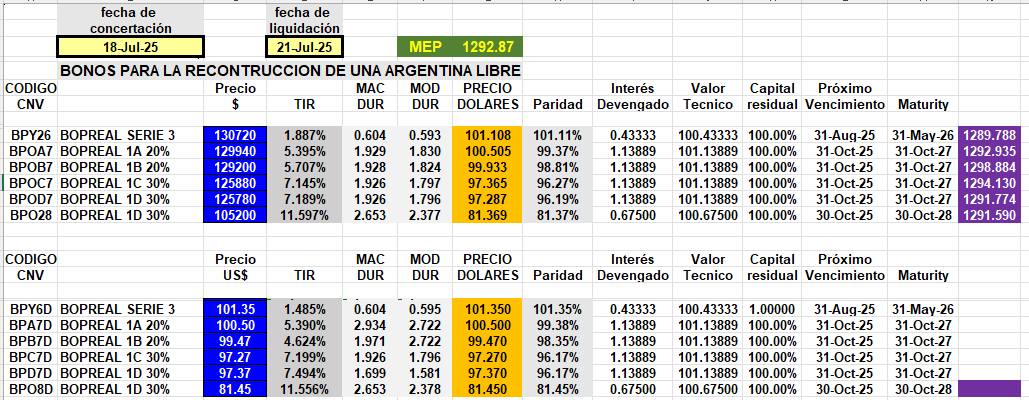 fecha de fecha de
concertación liquidación
18-Jul-25 21-Jul-25 MEP 1292.87
BONOS PARA LA RECONTRUCCION DE UNA ARGENTINA LIBRE
CODIGO Precio MAC MOD PRECIO Interés Valor Capital Próximo
CNV $ TIR DUR DUR DOLARES Paridad Devengado Tecnico residual Vencimiento Maturity
BPY26 BOPREAL SERIE 3 130720 1.887% 0.604 0.593 101.108 101.11% 0.43333 100.43333 100.00% 31-Aug-25 31-May-26 1289.788
BPOA7 BOPREAL 1A 20% 129940 5.395% 1.929 1.830 100.505 99.37% 1.13889 101.13889 100.00% 31-Oct-25 31-Oct-27 1292.935
BPOB7 BOPREAL 1B 20% 129200 5.707% 1.928 1.824 99.933 98.81% 1.13889 101.13889 100.00% 31-Oct-25 31-Oct-27 1298.884
BPOC7 BOPREAL 1C 30% 125880 7.145% 1.926 1.797 97.365 96.27% 1.13889 101.13889 100.00% 31-Oct-25 31-Oct-27 1294.130
BPOD7 BOPREAL 1D 30% 125780 7.189% 1.926 1.796 97.287 96.19% 1.13889 101.13889 100.00% 31-Oct-25 31-Oct-27 1291.774
BPO28 BOPREAL 1D 30% 105200 11.597% 2.653 2.377 81.369 81.37% 0.67500 100.67500 100.00% 30-Oct-25 30-Oct-28 1291.590
CODIGO Precio MAC MOD PRECIO Interés Valor Capital Próximo
CNV US$ TIR DUR DUR DOLARES Paridad Devengado Tecnico residual Vencimiento Maturity
BPY6D BOPREAL SERIE 3 101.35 1.485% 0.604 0.595 101.350 101.35% 0.43333 100.43333 1.00000 31-Aug-25 31-May-26
BPA7D BOPREAL 1A 20% 100.50 5.390% 2.934 2.722 100.500 99.38% 1.13889 101.13889 100.00% 31-Oct-25 31-Oct-27
BPB7D BOPREAL 1B 20% 99.47 4.624% 1.971 2.722 99.470 98.35% 1.13889 101.13889 100.00% 31-Oct-25 31-Oct-27
BPC7D BOPREAL 1C 30% 97.27 7.199% 1.926 1.796 97.270 96.17% 1.13889 101.13889 100.00% 31-Oct-25 31-Oct-27
BPD7D BOPREAL 1D 30% 97.37 7.494% 1.699 1.581 97.370 96.17% 1.13889 101.13889 100.00% 31-Oct-25 31-Oct-27
BPO8D BOPREAL 1D 30% 81.45 11.556% 2.653 2.378 81.450 81.45% 0.67500 100.67500 100.00% 30-Oct-25 30-Oct-28